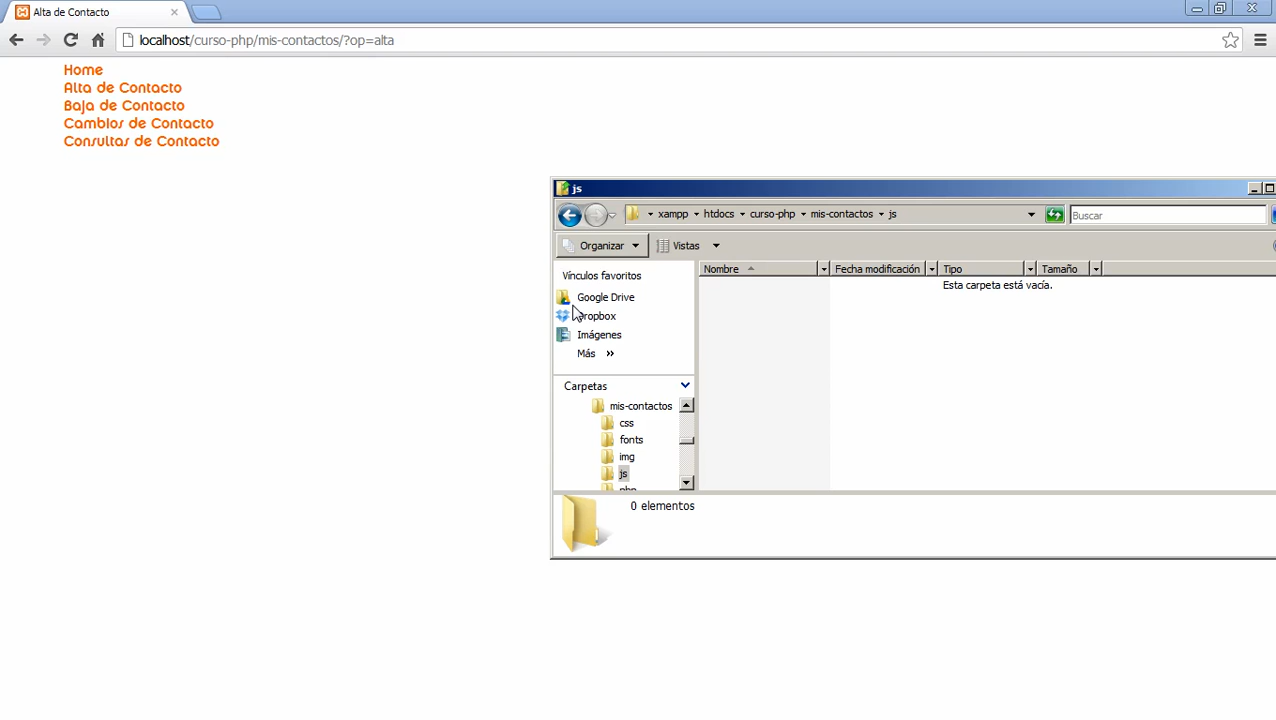 Alta de Contacto
localhost/curso-php/mis-contactos/?op=alta
Home
Alta de Contacto
Baja de Contacto
Cambios de Contacto
Consultas de Contacto
js
xampp htdocs curso-php mis-contactos js
Buscar
Organizar Vistas
Vínculos favoritos
Google Drive
Dropbox
Imágenes
Más »
Carpetas
mis-contactos
css
fonts
img
js
php
Nombre Fecha modificación Tipo Tamaño
Esta carpeta está vacía.
0 elementos